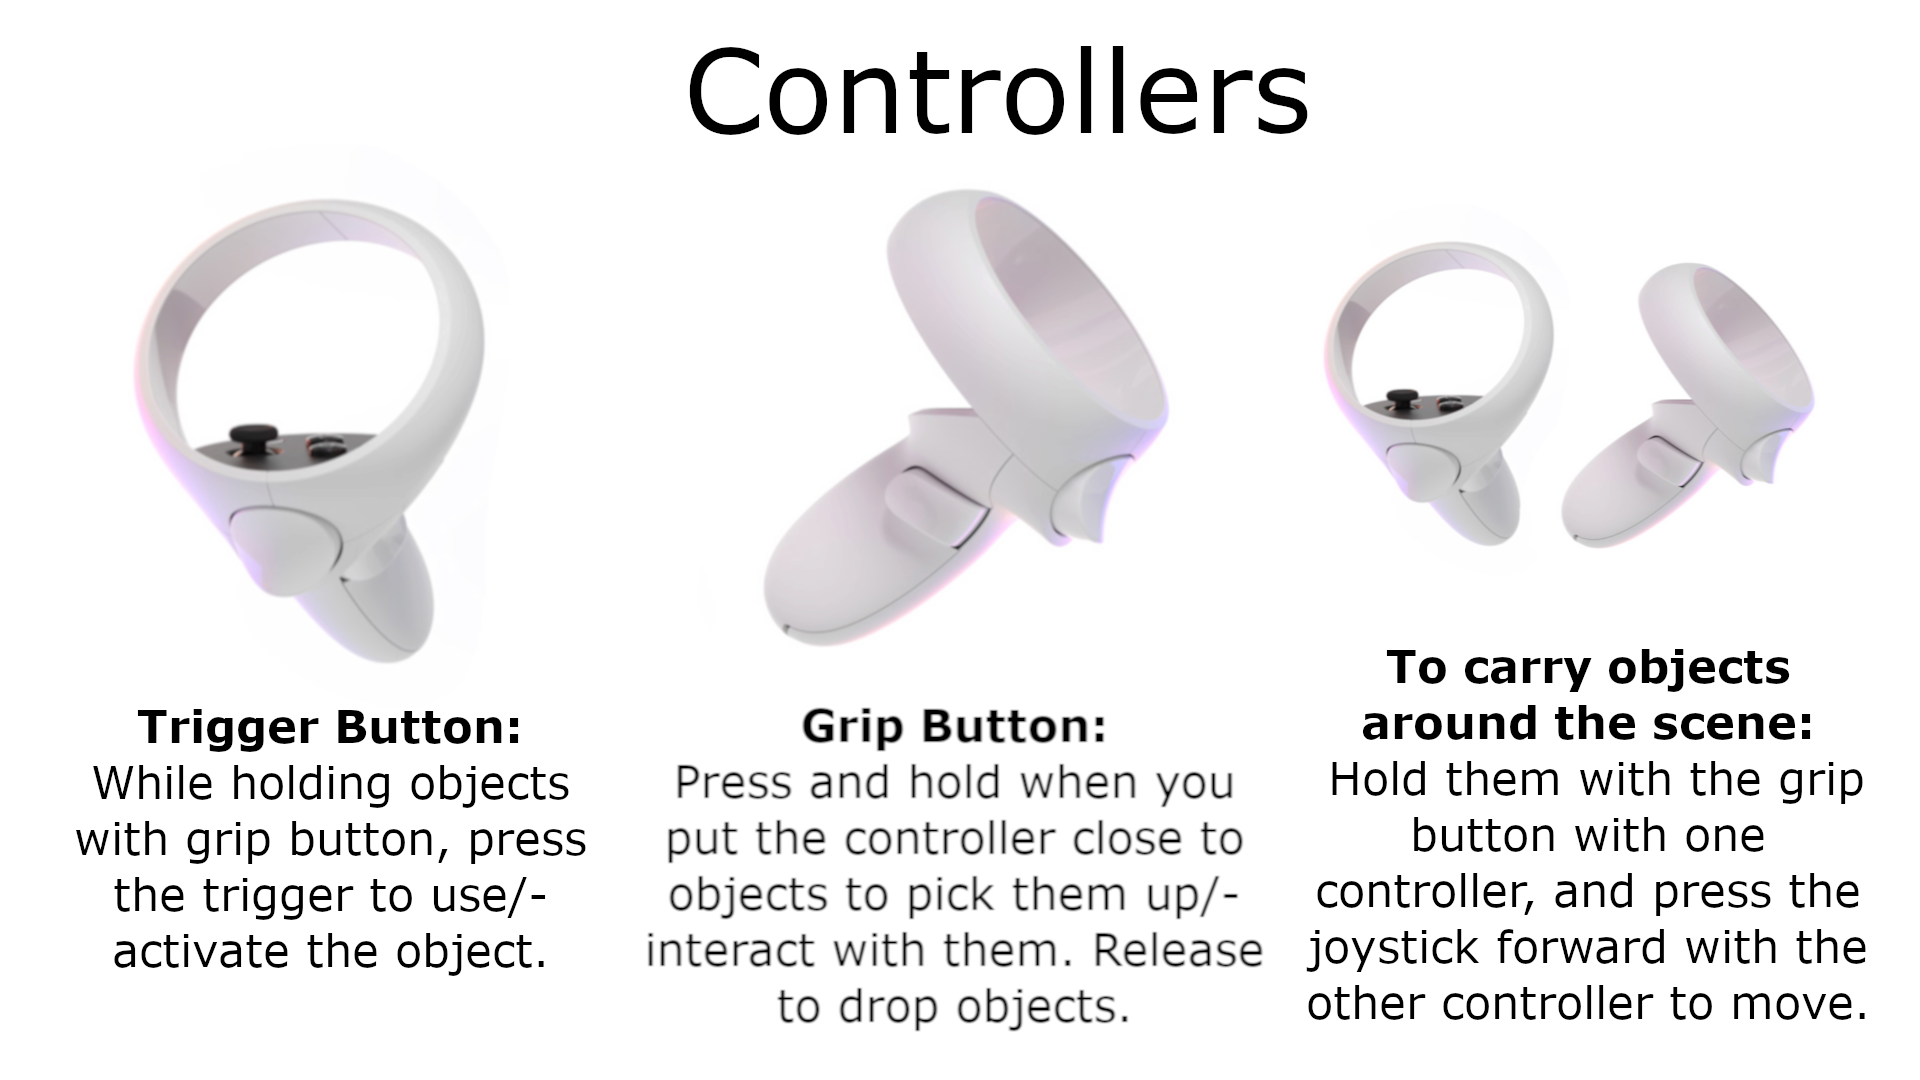 Controllers
Trigger Button:
While holding objects
with grip button, press
the trigger to use/-
activate the object.
Grip Button:
Press and hold when you
put the controller close to
objects to pick them up/-
interact with them. Release
to drop objects.
To carry objects
around the scene:
Hold them with the grip
button with one
controller, and press the
joystick forward with the
other controller to move.